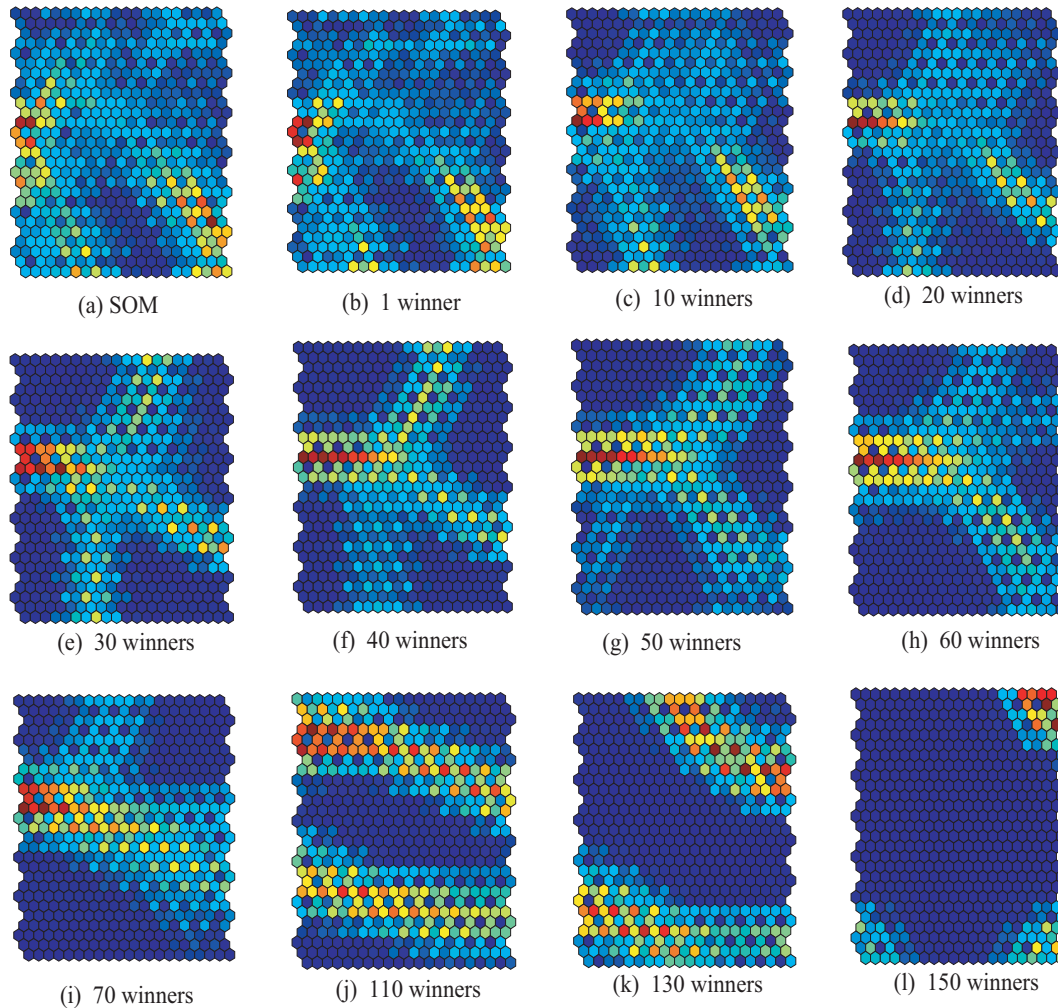 (a) SOM
(b) 1 winner
(c) 10 winners
(d) 20 winners
(e) 30 winners
(f) 40 winners
(g) 50 winners
(h) 60 winners
(i) 70 winners
(j) 110 winners
(k) 130 winners
(l) 150 winners